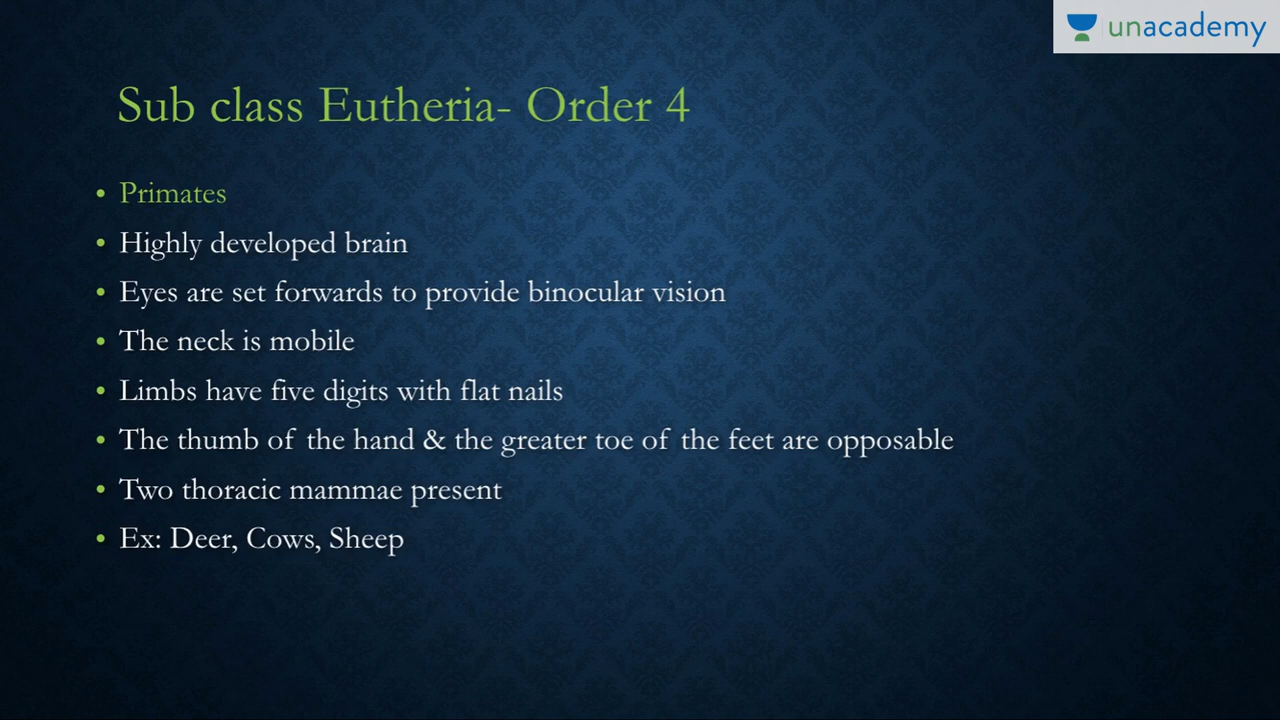 unacademy
Sub class Eutheria- Order 4
• Primates
• Highly developed brain
• Eyes are set forwards to provide binocular vision
• The neck is mobile
• Limbs have five digits with flat nails
• The thumb of the hand & the greater toe of the feet are opposable
• Two thoracic mammae present
• Ex: Deer, Cows, Sheep